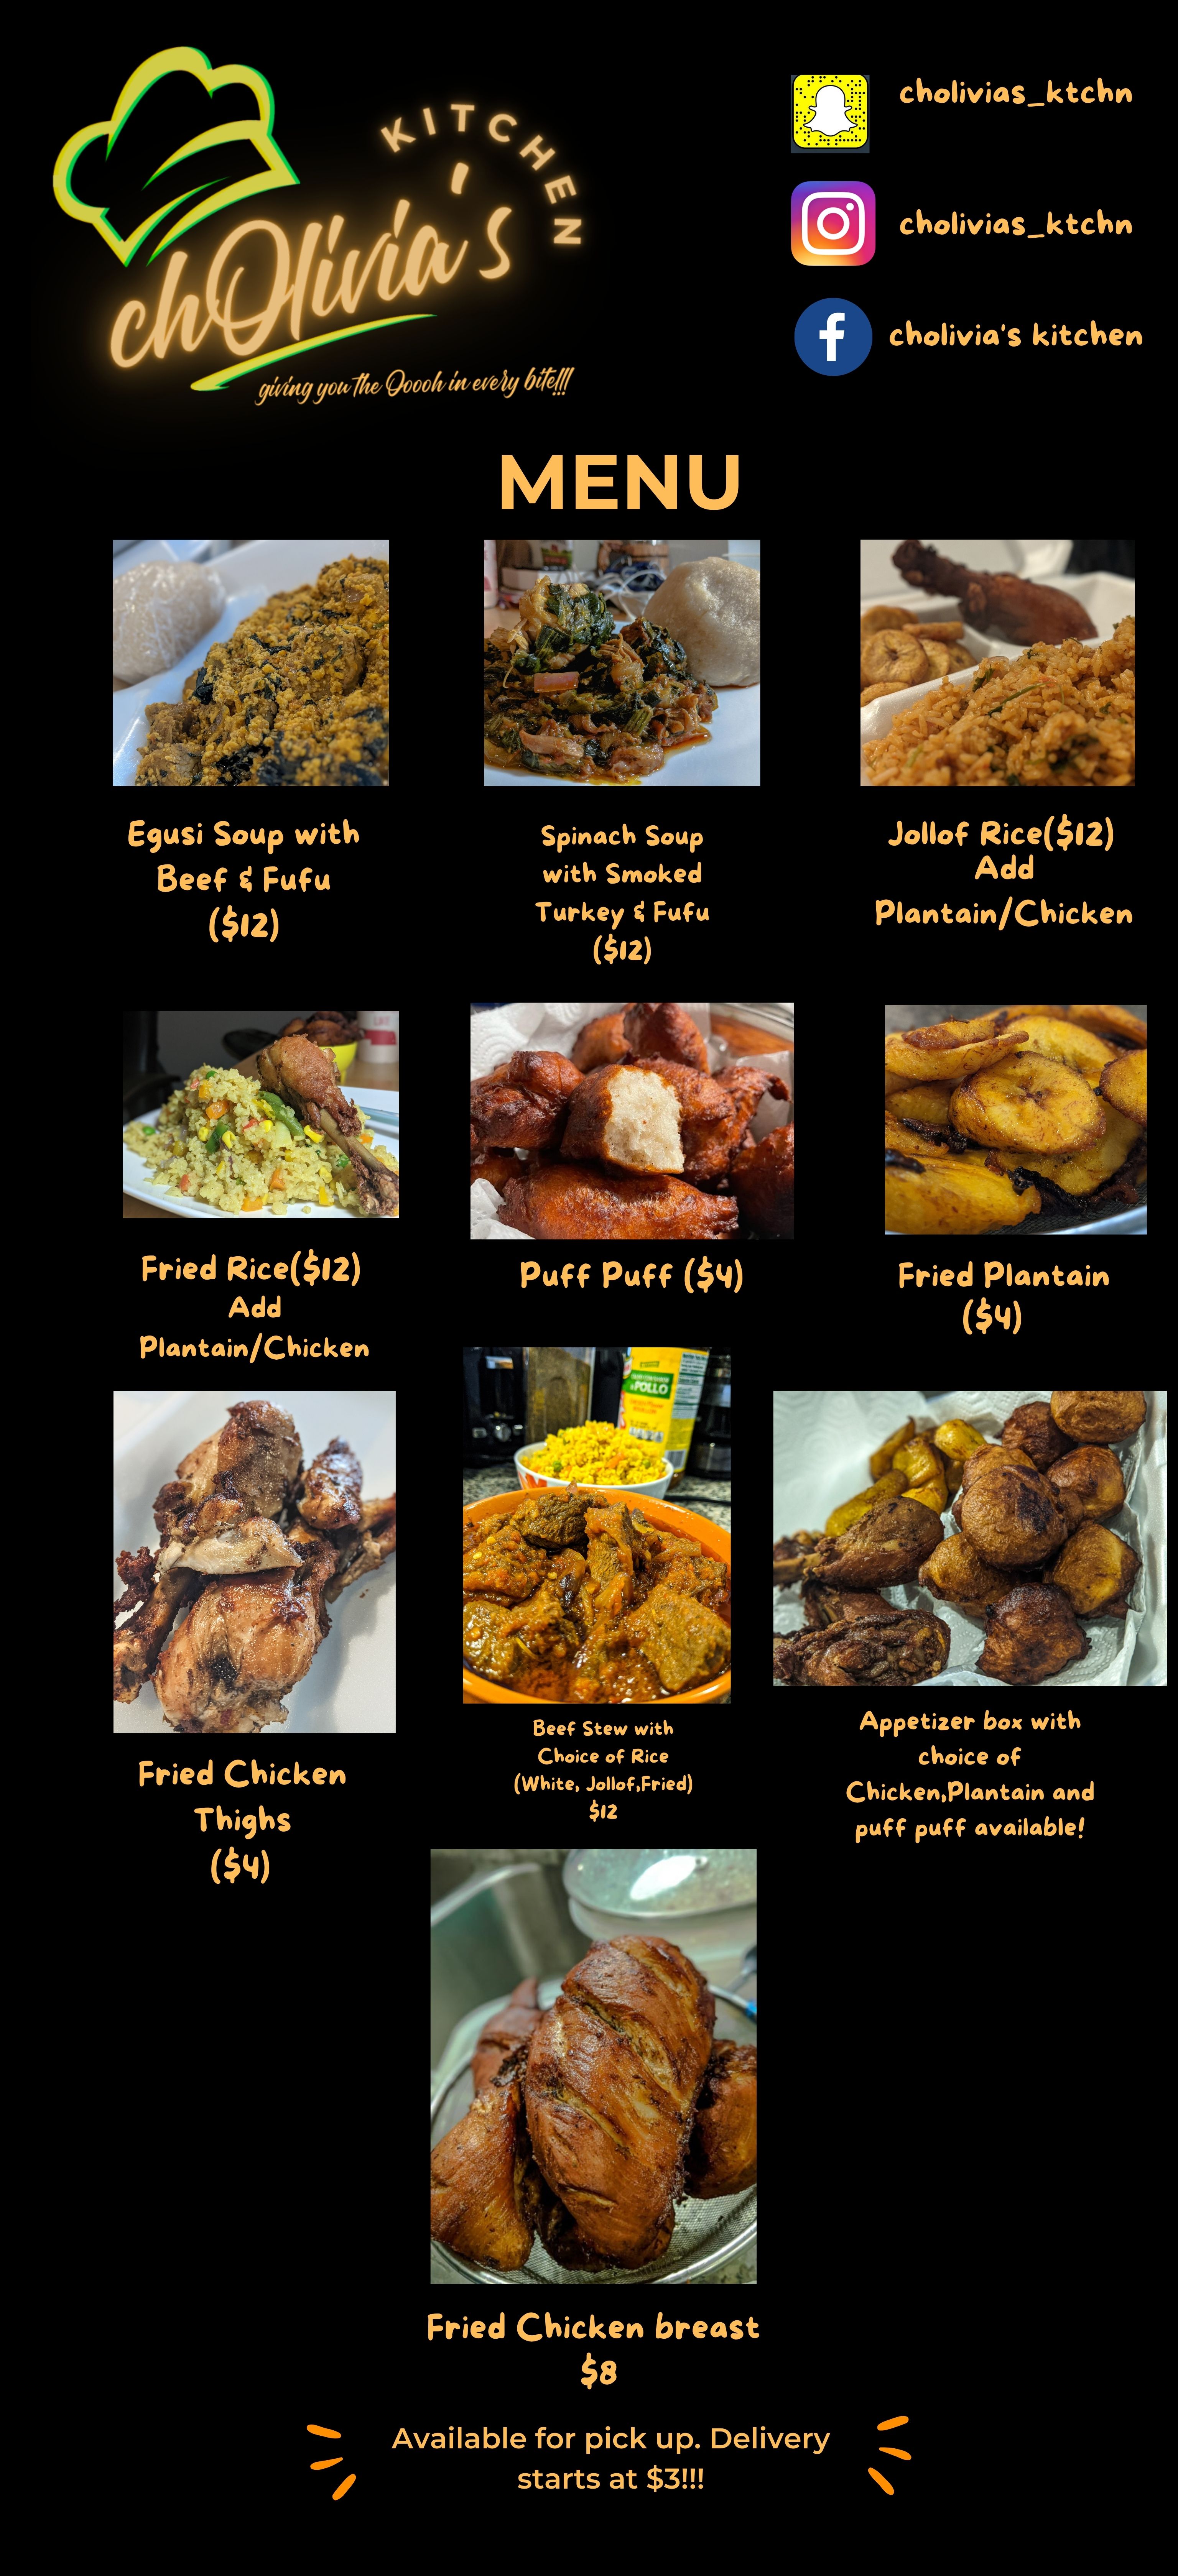 KITCHEN
chOlivia's
giving you the Ooooh in every bite!!!
cholivias_ktchn
cholivias_ktchn
cholivia's kitchen
MENU
Egusi Soup with
Beef & Fufu
($12)
Spinach Soup
with Smoked
Turkey & Fufu
($12)
Jollof Rice($12)
Add
Plantain/Chicken
Fried Rice($12)
Add
Plantain/Chicken
Puff Puff ($4)
Fried Plantain
($4)
POLLO
Fried Chicken
Thighs
($4)
Beef Stew with
Choice of Rice
(White, Jollof,Fried)
$12
Appetizer box with
choice of
Chicken,Plantain and
puff puff available!
Fried Chicken breast
$8
Available for pick up. Delivery
starts at $3!!!